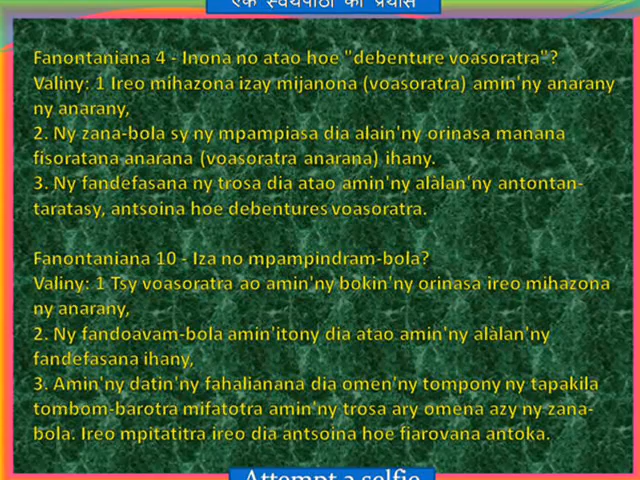 एक स्वयंपाठी का प्रयास
Fanontaniana 4 - Inona no atao hoe "debenture voasoratra"?
Valiny: 1 Ireo mihazona izay mijanona (voasoratra) amin'ny anarany
ny anarany,
2. Ny zana-bola sy ny mpampiasa dia alain'ny orinasa manana
fisoratana anarana (voasoratra anarana) ihany.
3. Ny fandefasana ny trosa dia atao amin'ny alàlan'ny antontan-
taratasy, antsoina hoe debentures voasoratra.
Fanontaniana 10 - Iza no mpampindram-bola?
Valiny: 1 Tsy voasoratra ao amin'ny bokin'ny orinasa ireo mihazona
ny anarany,
2. Ny fandoavam-bola amin'itony dia atao amin'ny alàlan'ny
fandefasana ihany,
3. Amin'ny datin'ny fahalianana dia omen'ny tompony ny tapakila
tombom-barotra mifatotra amin'ny trosa ary omena azy ny zana-
bola. Ireo mpitatitra ireo dia antsoina hoe fiarovana antoka.
Attempt a selfie